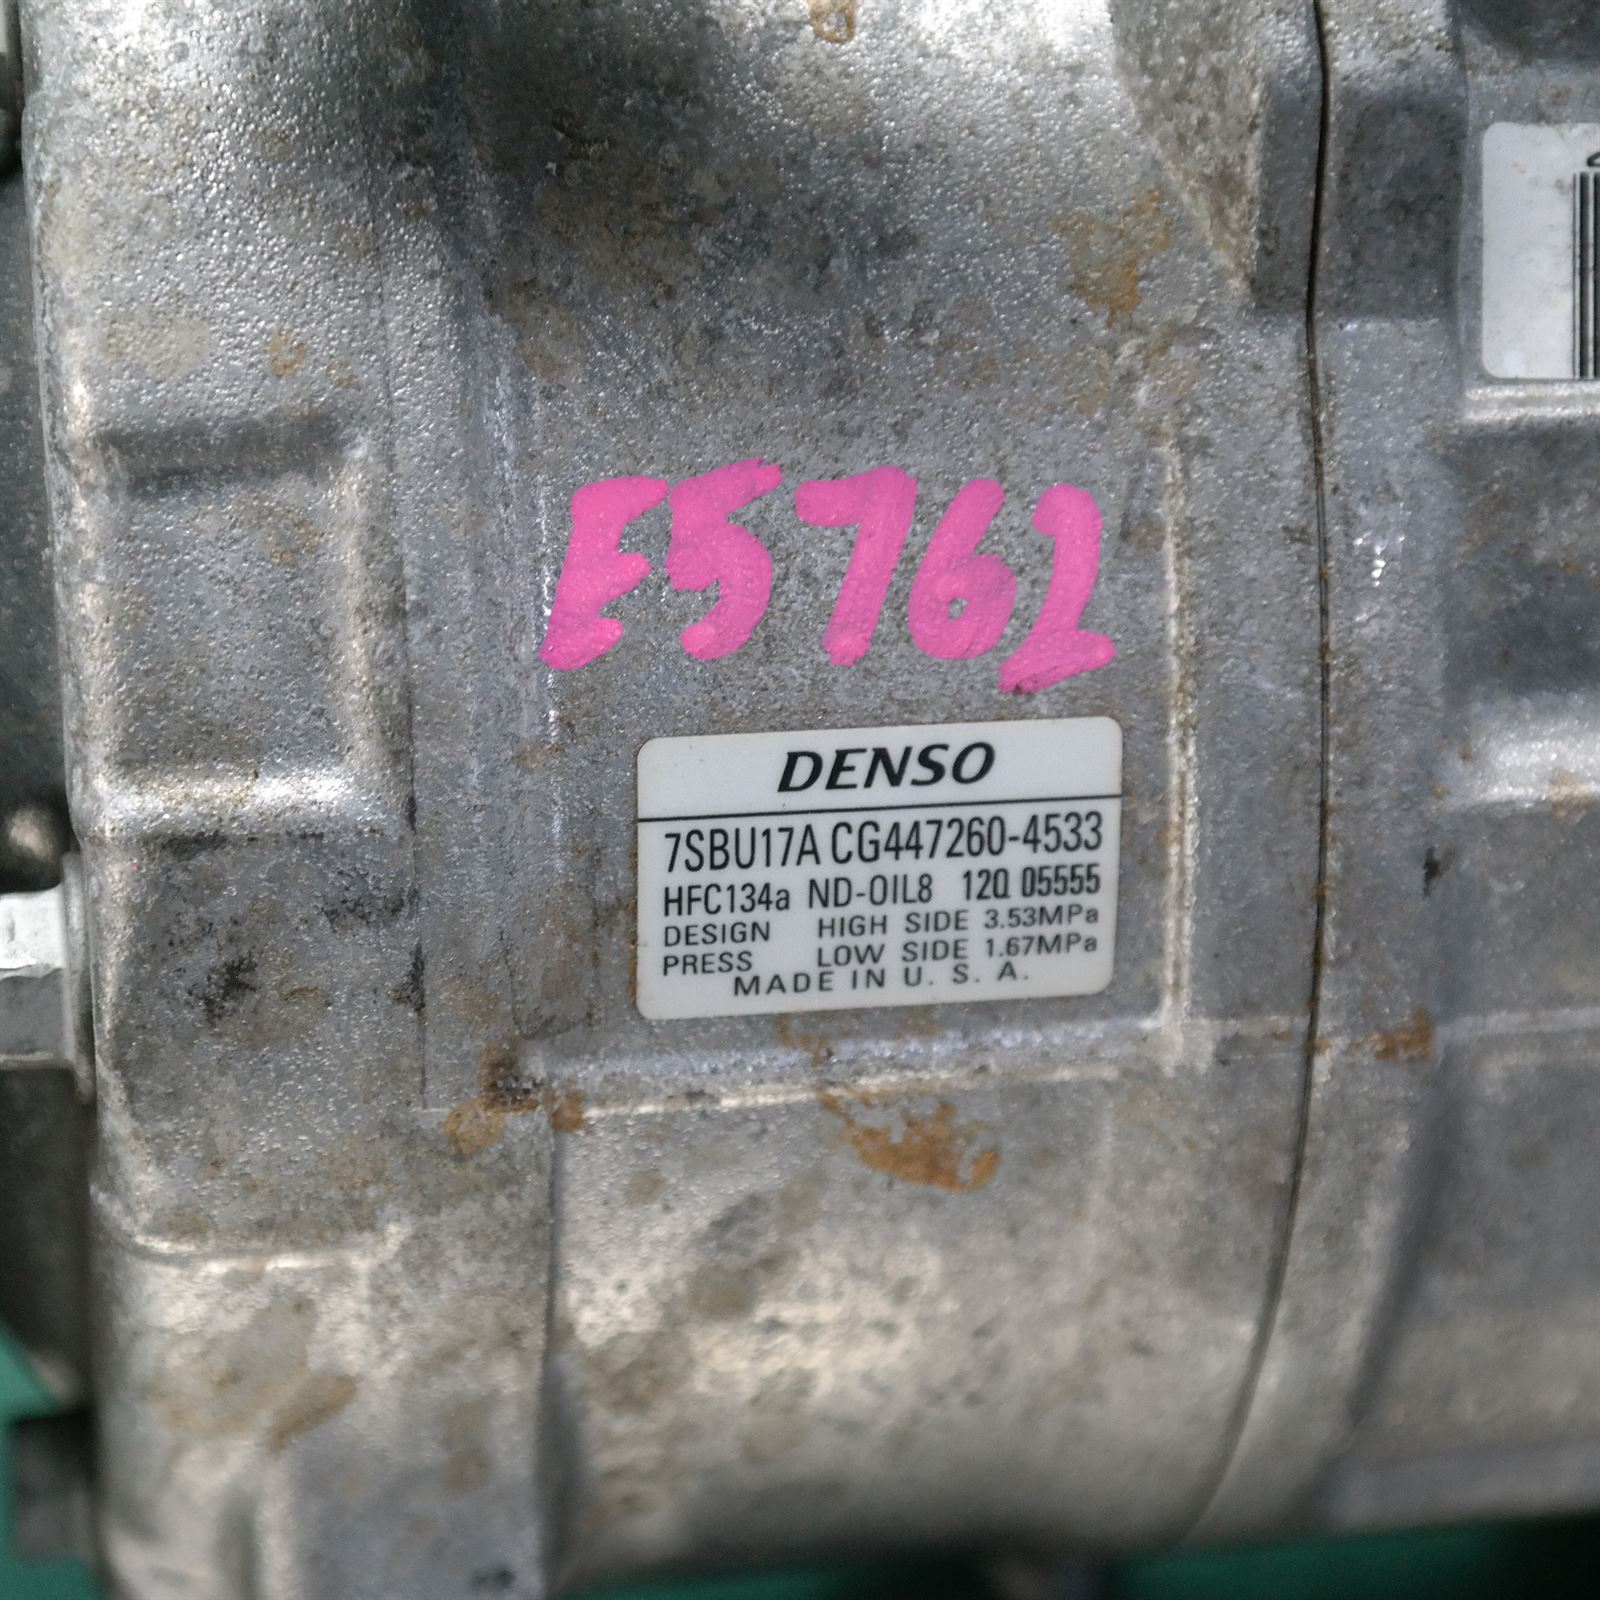 E5762
DENSO
7SBU17A CG447260-4533
HFC134a ND-OIL8 12Q 05555
DESIGN HIGH SIDE 3.53MPa
PRESS LOW SIDE 1.67MPa
MADE IN U. S. A.